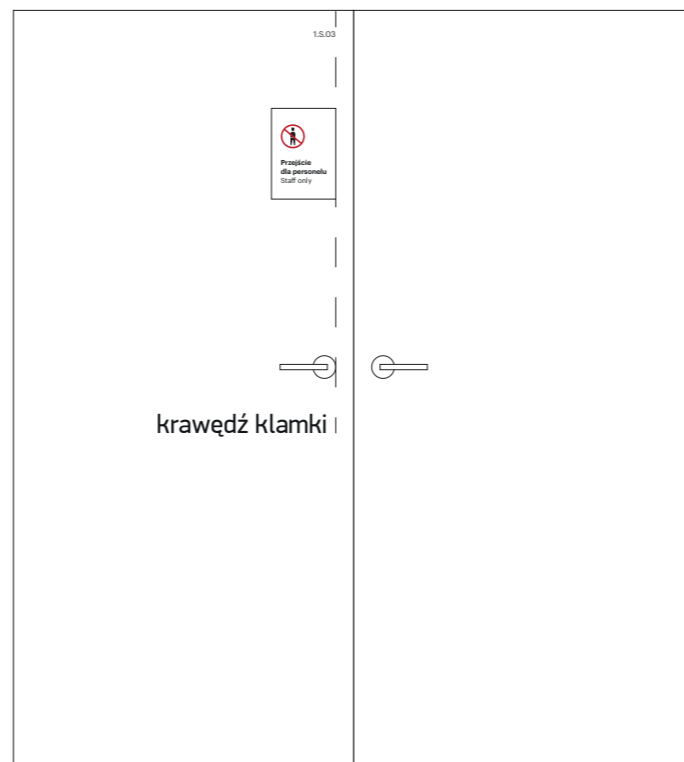 1.S.03
Przejście
dla personelu
Staff only
krawędź klamki